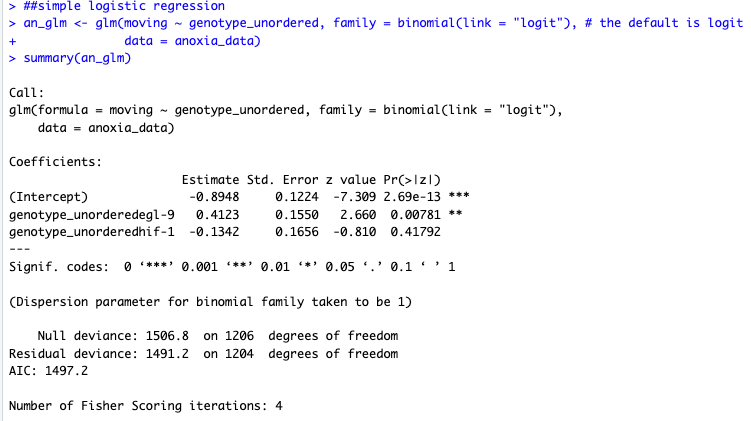 > ##simple logistic regression
> an_glm <- glm(moving ~ genotype_unordered, family = binomial(link = "logit"), # the default is logit
+               data = anoxia_data)
> summary(an_glm)

Call:
glm(formula = moving ~ genotype_unordered, family = binomial(link = "logit"),
    data = anoxia_data)

Coefficients:
                        Estimate Std. Error z value Pr(>|z|)
(Intercept)              -0.8948     0.1224  -7.309 2.69e-13 ***
genotype_unorderedegl-9   0.4123     0.1550   2.660  0.00781 **
genotype_unorderedhif-1  -0.1342     0.1656  -0.810  0.41792
---
Signif. codes:  0 ‘***’ 0.001 ‘**’ 0.01 ‘*’ 0.05 ‘.’ 0.1 ‘ ’ 1

(Dispersion parameter for binomial family taken to be 1)

    Null deviance: 1506.8  on 1206  degrees of freedom
Residual deviance: 1491.2  on 1204  degrees of freedom
AIC: 1497.2

Number of Fisher Scoring iterations: 4